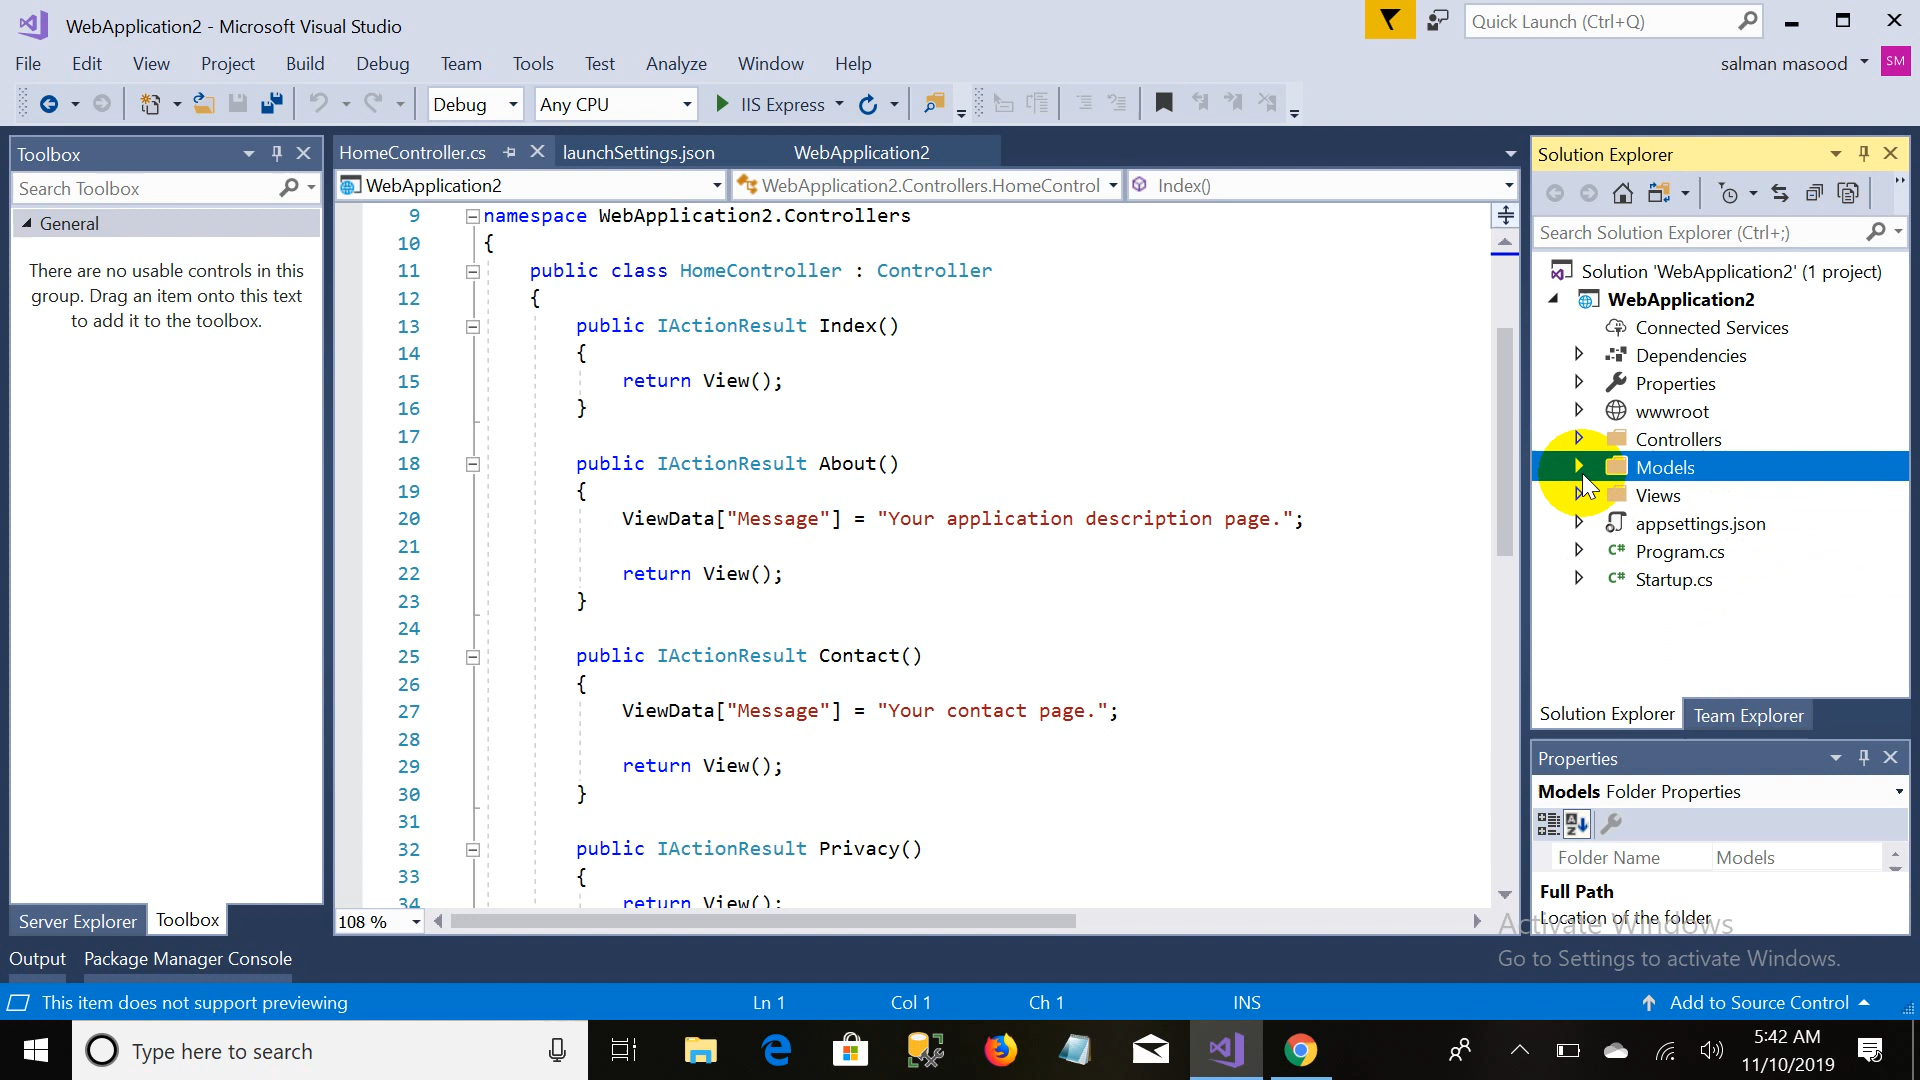 WebApplication2 - Microsoft Visual Studio
Quick Launch (Ctrl+Q)
File Edit View Project Build Debug Team Tools Test Analyze Window Help
salman masood SM
Debug Any CPU IIS Express
Toolbox
Search Toolbox
General
There are no usable controls in this
group. Drag an item onto this text
to add it to the toolbox.
Server Explorer Toolbox
HomeController.cs launchSettings.json WebApplication2
WebApplication2 WebApplication2.Controllers.HomeControl Index()
9 namespace WebApplication2.Controllers
10 {
11 public class HomeController : Controller
12 {
13 public IActionResult Index()
14 {
15 return View();
16 }
17
18 public IActionResult About()
19 {
20 ViewData["Message"] = "Your application description page.";
21
22 return View();
23 }
24
25 public IActionResult Contact()
26 {
27 ViewData["Message"] = "Your contact page.";
28
29 return View();
30 }
31
32 public IActionResult Privacy()
33 {
34 return View();
108 %
Solution Explorer
Search Solution Explorer (Ctrl+;)
Solution 'WebApplication2' (1 project)
WebApplication2
Connected Services
Dependencies
Properties
wwwroot
Controllers
Models
Views
appsettings.json
C# Program.cs
C# Startup.cs
Solution Explorer Team Explorer
Properties
Models Folder Properties
Folder Name Models
Full Path
Location of the folder
Activate Windows
Go to Settings to activate Windows.
Output Package Manager Console
This item does not support previewing Ln 1 Col 1 Ch 1 INS Add to Source Control
Type here to search
5:42 AM
11/10/2019